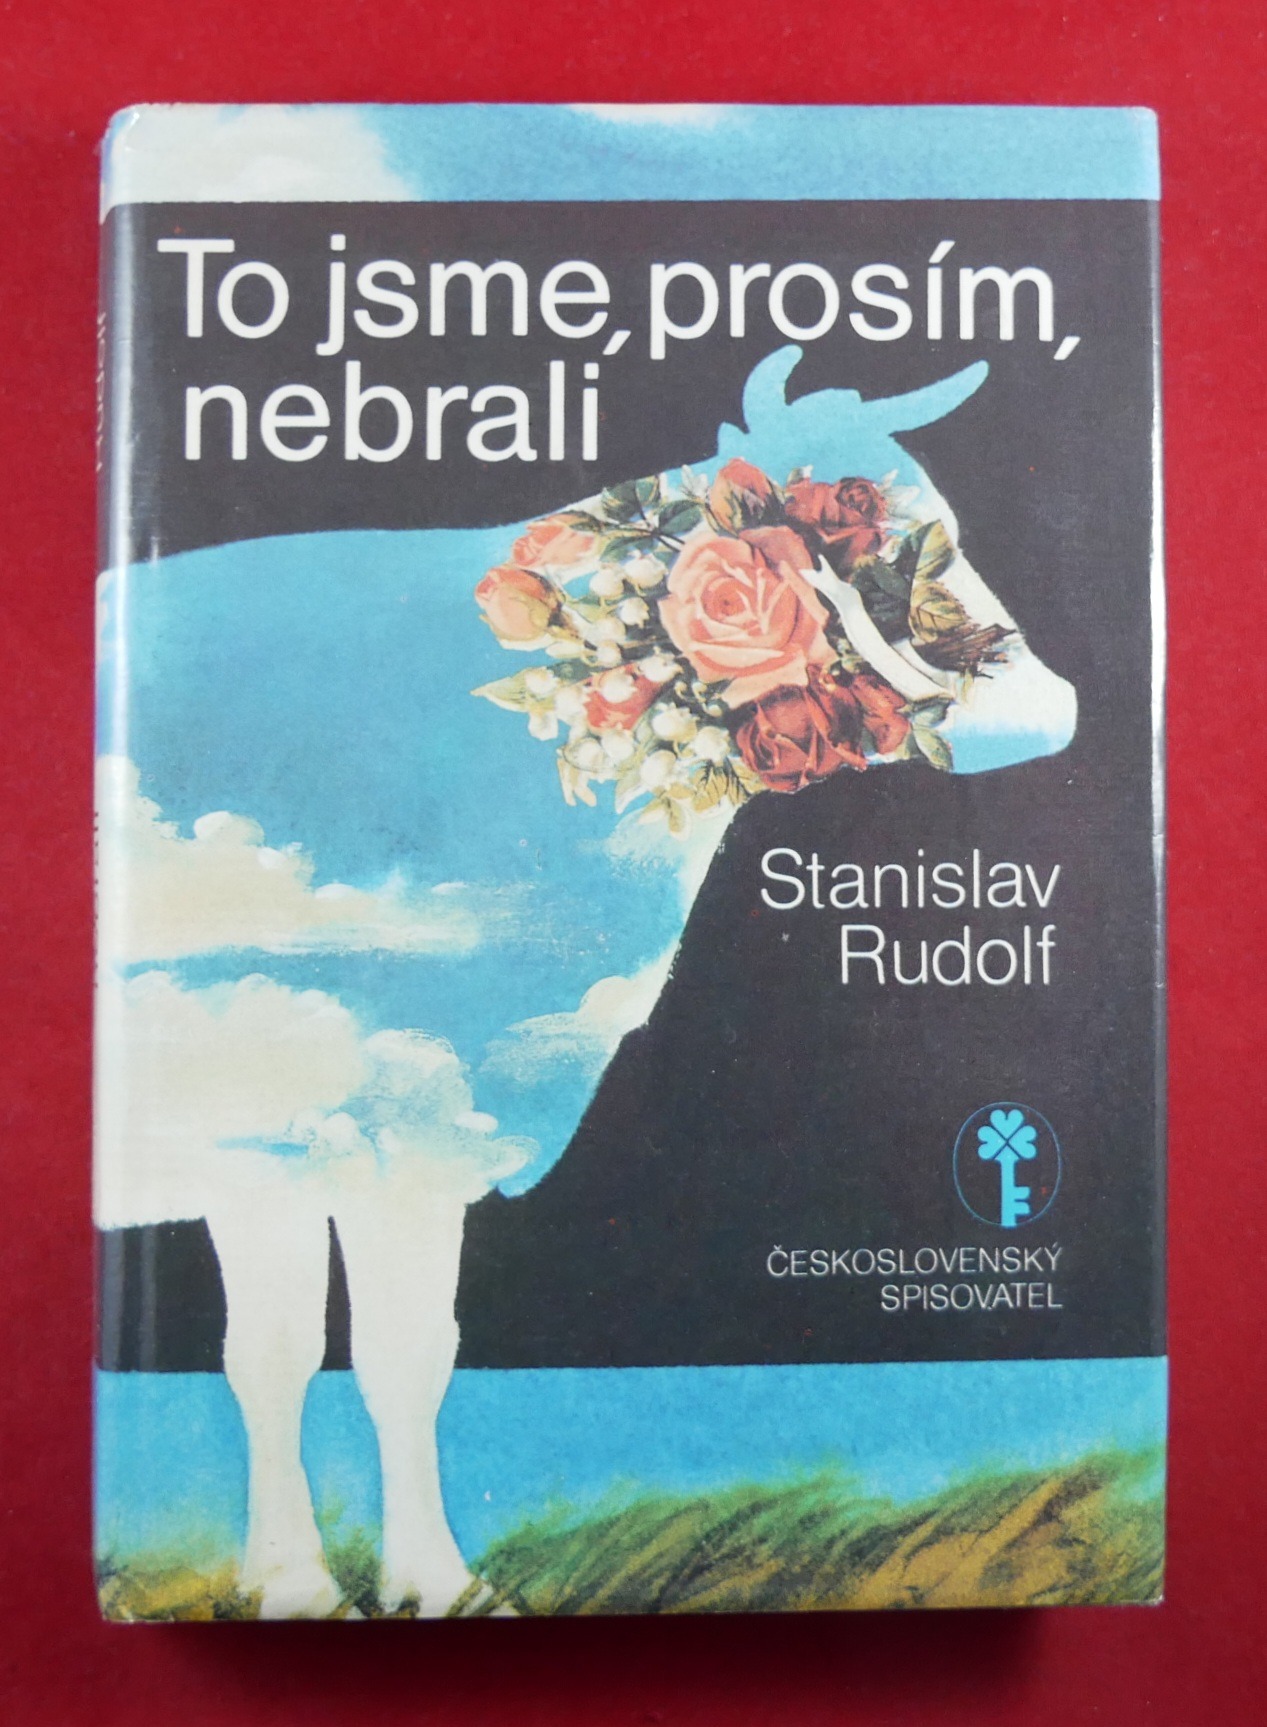 To jsme, prosím,
nebrali
Stanislav
Rudolf
ČESKOSLOVENSKÝ
SPISOVATEL